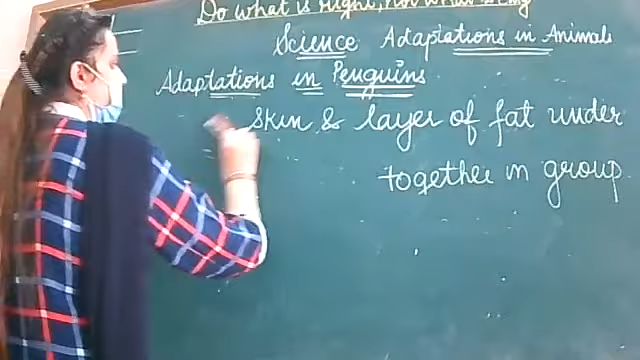 Do what is right, not what is
Science Adaptations in Animals
Adaptations in Penguins
Skin & layer of fat under
together in group